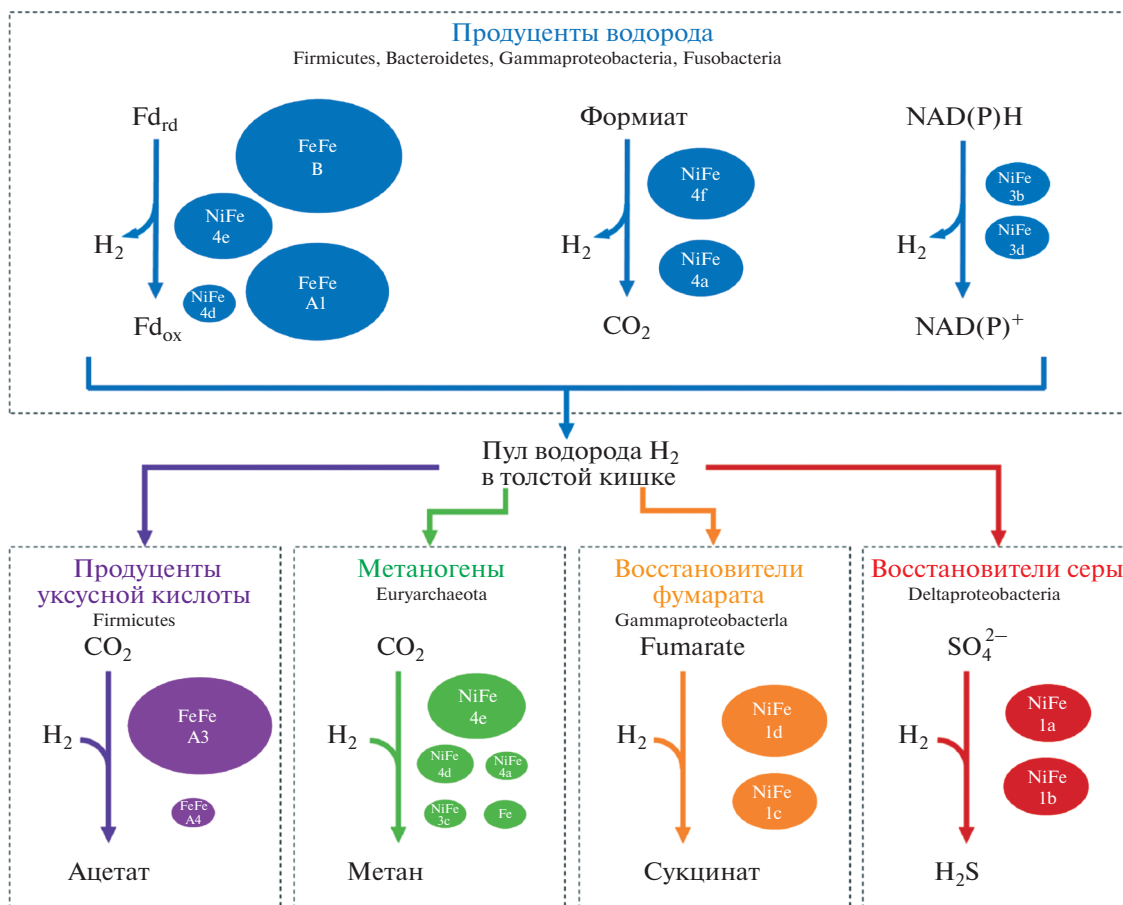 Продуценты водорода
Firmicutes, Bacteroidetes, Gammaproteobacteria, Fusobacteria
Fd_rd
FeFe
B
NiFe
4e
H₂
FeFe
A1
NiFe
4d
Fd_ox
Формиат
NiFe
4f
H₂
NiFe
4a
CO₂
NAD(P)H
NiFe
3b
H₂
NiFe
3d
NAD(P)⁺
Пул водорода H₂
в толстой кишке
Продуценты
уксусной кислоты
Firmicutes
CO₂
FeFe
A3
H₂
FeFe
A4
Ацетат
Метаногены
Euryarchaeota
CO₂
NiFe
4e
H₂
NiFe
4d
NiFe
4a
NiFe
3c
Fe
Метан
Восстановители
фумарата
Gammaproteobacterla
Fumarate
NiFe
1d
H₂
NiFe
1c
Сукцинат
Восстановители серы
Deltaproteobacteria
SO₄²⁻
NiFe
1a
H₂
NiFe
1b
H₂S